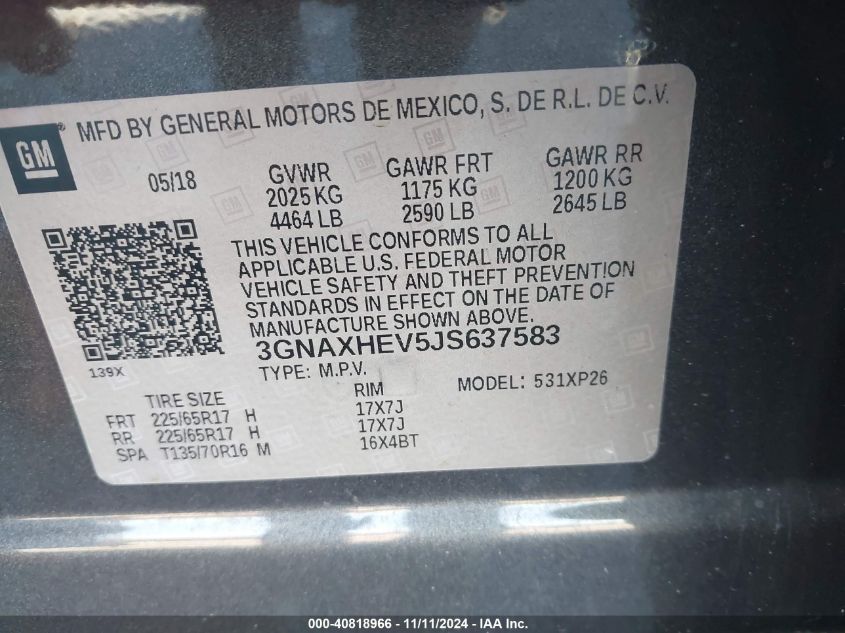 MFD BY GENERAL MOTORS DE MEXICO, S. DE R.L. DE C.V.
GM ®
05/18
GVWR GAWR FRT GAWR RR
2025 KG 1175 KG 1200 KG
4464 LB 2590 LB 2645 LB
THIS VEHICLE CONFORMS TO ALL
APPLICABLE U.S. FEDERAL MOTOR
VEHICLE SAFETY AND THEFT PREVENTION
STANDARDS IN EFFECT ON THE DATE OF
MANUFACTURE SHOWN ABOVE.
3GNAXHEV5JS637583
139X
TYPE: M.P.V. MODEL: 531XP26
TIRE SIZE RIM
FRT 225/65R17 H 17X7J
RR 225/65R17 H 17X7J
SPA T135/70R16 M 16X4BT
000-40818966 - 11/11/2024 - IAA Inc.